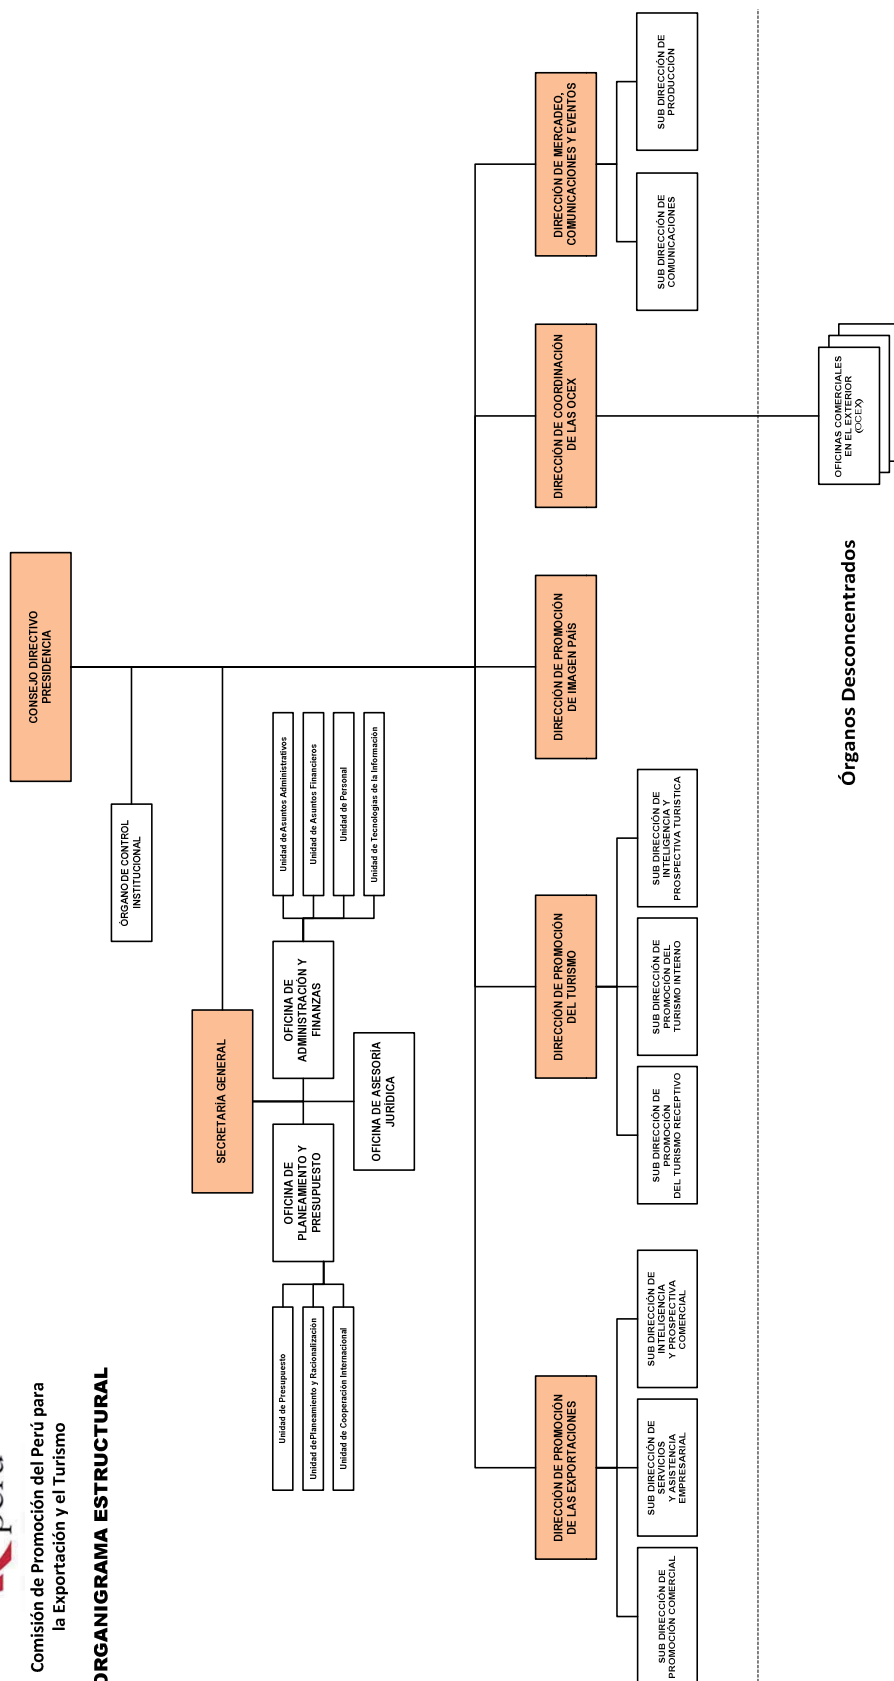 Comisión de Promoción del Perú para
la Exportación y el Turismo
ORGANIGRAMA ESTRUCTURAL
CONSEJO DIRECTIVO
PRESIDENCIA
ÓRGANO DE CONTROL
INSTITUCIONAL
SECRETARÍA GENERAL
OFICINA DE
PLANEAMIENTO Y
PRESUPUESTO
OFICINA DE
ADMINISTRACIÓN Y
FINANZAS
OFICINA DE ASESORÍA
JURÍDICA
Unidad de Presupuesto
Unidad de Planeamiento y Racionalización
Unidad de Cooperación Internacional
Unidad de Asuntos Administrativos
Unidad de Asuntos Financieros
Unidad de Personal
Unidad de Tecnologías de la Información
DIRECCIÓN DE PROMOCIÓN
DE LAS EXPORTACIONES
DIRECCIÓN DE PROMOCIÓN
DEL TURISMO
DIRECCIÓN DE PROMOCIÓN
DE IMAGEN PAÍS
DIRECCIÓN DE COORDINACIÓN
DE LAS OCEX
DIRECCIÓN DE MERCADEO,
COMUNICACIONES Y EVENTOS
SUB DIRECCIÓN DE
PROMOCIÓN COMERCIAL
SUB DIRECCIÓN DE
SERVICIOS
Y ASISTENCIA
EMPRESARIAL
SUB DIRECCIÓN DE
INTELIGENCIA
Y PROSPECTIVA
COMERCIAL
SUB DIRECCIÓN DE
PROMOCIÓN
DEL TURISMO RECEPTIVO
SUB DIRECCIÓN DE
PROMOCIÓN DEL
TURISMO INTERNO
SUB DIRECCIÓN DE
INTELIGENCIA Y
PROSPECTIVA TURISTICA
SUB DIRECCIÓN DE
COMUNICACIONES
SUB DIRECCIÓN DE
PRODUCCIÓN
OFICINAS COMERCIALES
EN EL EXTERIOR
(OCEX)
Órganos Desconcentrados